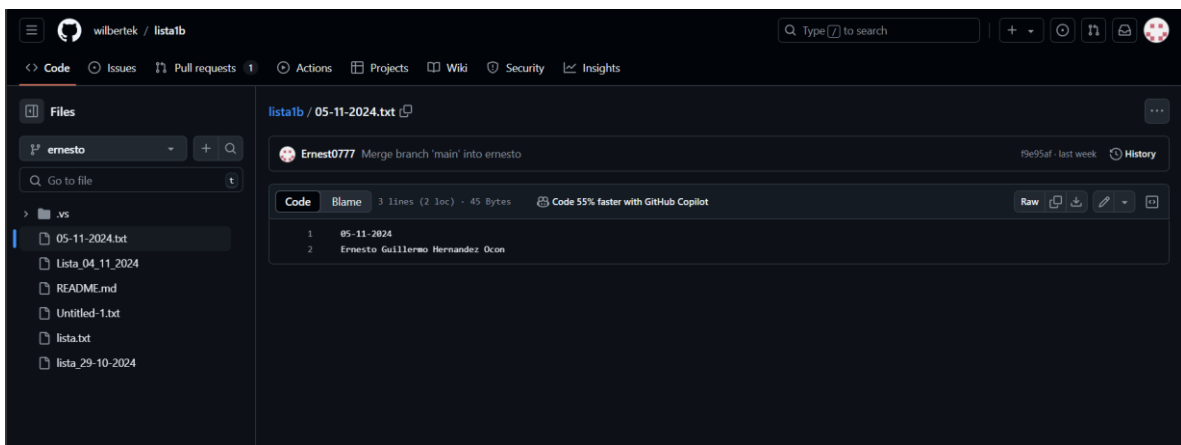 wilbertek / lista1b
Type / to search
Code Issues Pull requests 1 Actions Projects Wiki Security Insights
Files
ernesto
Go to file t
.vs
05-11-2024.txt
Lista_04_11_2024
README.md
Untitled-1.txt
lista.txt
lista_29-10-2024
lista1b / 05-11-2024.txt
Ernest0777 Merge branch 'main' into ernesto f9e95af · last week History
Code Blame 3 lines (2 loc) · 45 Bytes Code 55% faster with GitHub Copilot Raw
1 05-11-2024
2 Ernesto Guillermo Hernandez Ocon